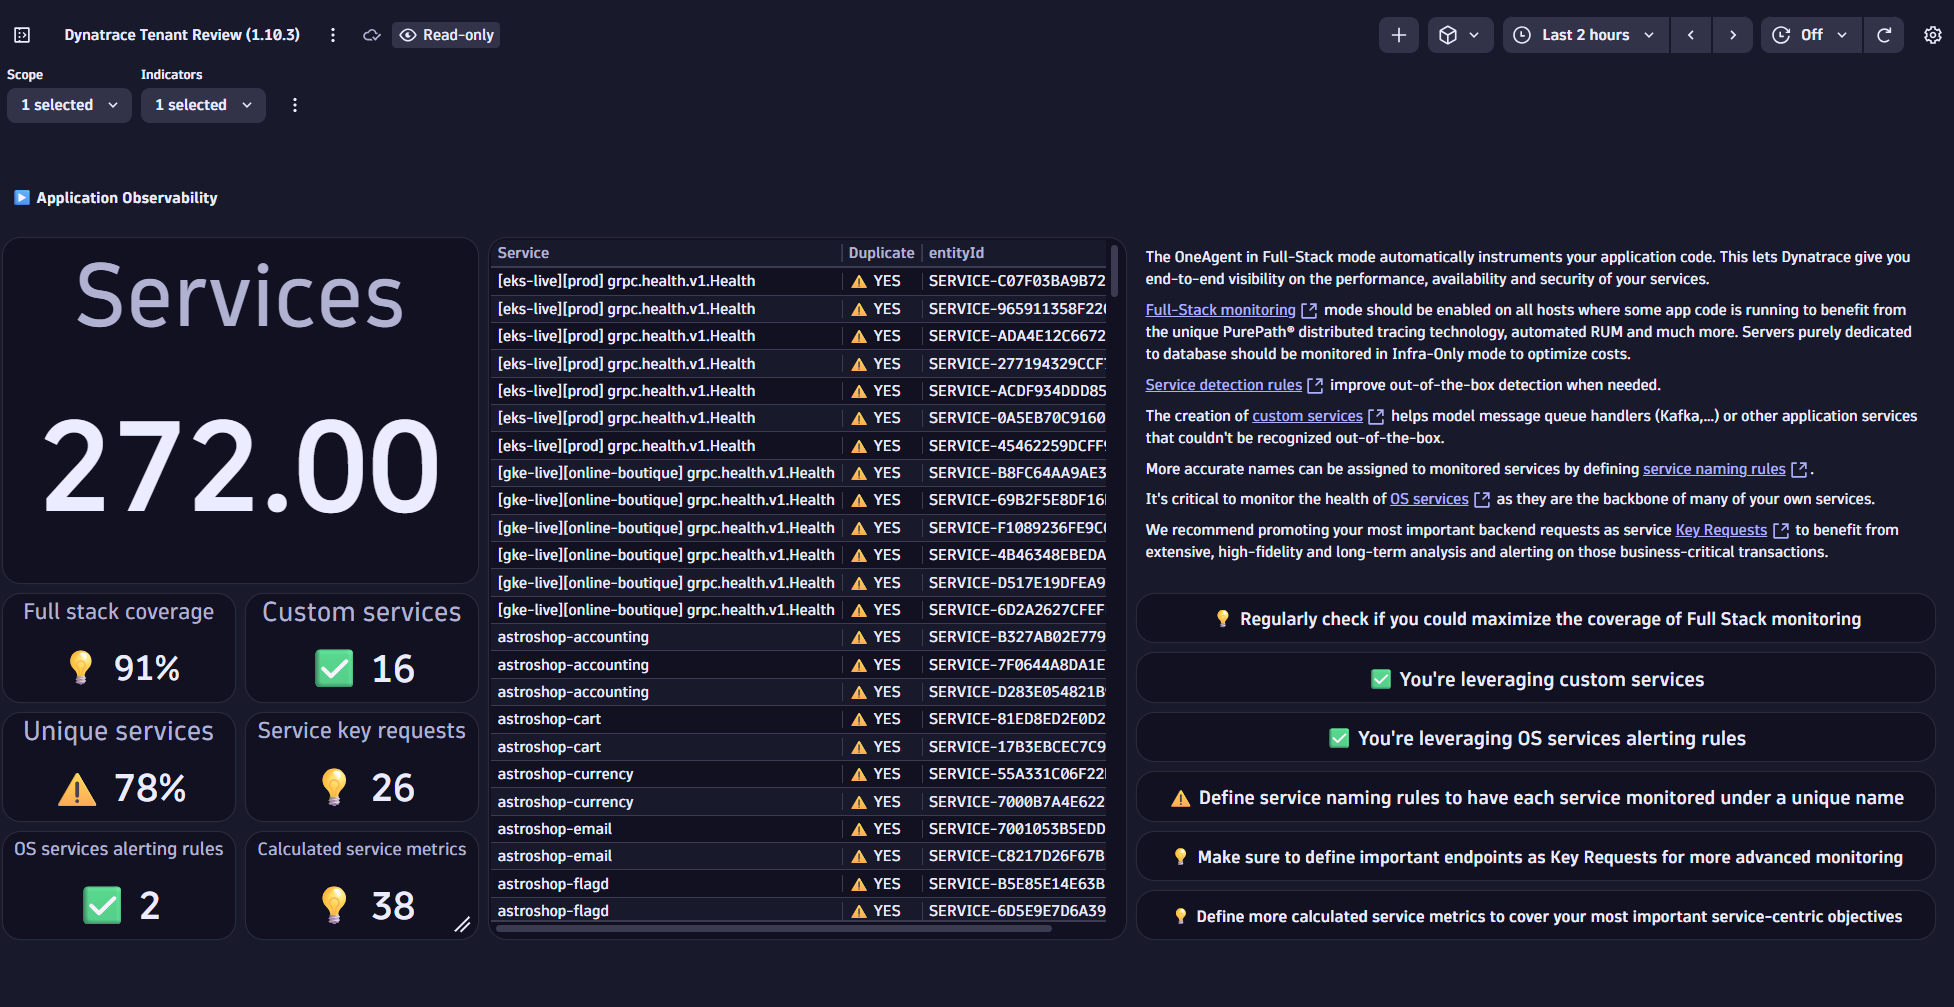 Dynatrace Tenant Review (1.10.3)
Read-only
Last 2 hours
Off
Scope
Indicators
1 selected
1 selected
Application Observability
Services
272.00
Full stack coverage
91%
Custom services
16
Unique services
78%
Service key requests
26
OS services alerting rules
2
Calculated service metrics
38
Service Duplicate entityId
[eks-live][prod] grpc.health.v1.Health YES SERVICE-C07F03BA9B72
[eks-live][prod] grpc.health.v1.Health YES SERVICE-965911358F22
[eks-live][prod] grpc.health.v1.Health YES SERVICE-ADA4E12C6672
[eks-live][prod] grpc.health.v1.Health YES SERVICE-277194329CCF
[eks-live][prod] grpc.health.v1.Health YES SERVICE-ACDF934DDD85
[eks-live][prod] grpc.health.v1.Health YES SERVICE-0A5EB70C9160
[eks-live][prod] grpc.health.v1.Health YES SERVICE-45462259DCFF
[gke-live][online-boutique] grpc.health.v1.Health YES SERVICE-B8FC64AA9AE3
[gke-live][online-boutique] grpc.health.v1.Health YES SERVICE-69B2F5E8DF16
[gke-live][online-boutique] grpc.health.v1.Health YES SERVICE-F1089236FE9C
[gke-live][online-boutique] grpc.health.v1.Health YES SERVICE-4B46348EBEDA
[gke-live][online-boutique] grpc.health.v1.Health YES SERVICE-D517E19DFEA9
[gke-live][online-boutique] grpc.health.v1.Health YES SERVICE-6D2A2627CFEF
astroshop-accounting YES SERVICE-B327AB02E779
astroshop-accounting YES SERVICE-7F0644A8DA1E
astroshop-accounting YES SERVICE-D283E054821B
astroshop-cart YES SERVICE-81ED8ED2E0D2
astroshop-cart YES SERVICE-17B3EBCEC7C9
astroshop-currency YES SERVICE-55A331C06F22
astroshop-currency YES SERVICE-7000B7A4E622
astroshop-email YES SERVICE-7001053B5EDD
astroshop-email YES SERVICE-C8217D26F67B
astroshop-flagd YES SERVICE-B5E85E14E63B
astroshop-flagd YES SERVICE-6D5E9E7D6A39
The OneAgent in Full-Stack mode automatically instruments your application code. This lets Dynatrace give you
end-to-end visibility on the performance, availability and security of your services.
Full-Stack monitoring mode should be enabled on all hosts where some app code is running to benefit from
the unique PurePath® distributed tracing technology, automated RUM and much more. Servers purely dedicated
to database should be monitored in Infra-Only mode to optimize costs.
Service detection rules improve out-of-the-box detection when needed.
The creation of custom services helps model message queue handlers (Kafka,...) or other application services
that couldn't be recognized out-of-the-box.
More accurate names can be assigned to monitored services by defining service naming rules .
It's critical to monitor the health of OS services as they are the backbone of many of your own services.
We recommend promoting your most important backend requests as service Key Requests to benefit from
extensive, high-fidelity and long-term analysis and alerting on those business-critical transactions.
Regularly check if you could maximize the coverage of Full Stack monitoring
You're leveraging custom services
You're leveraging OS services alerting rules
Define service naming rules to have each service monitored under a unique name
Make sure to define important endpoints as Key Requests for more advanced monitoring
Define more calculated service metrics to cover your most important service-centric objectives